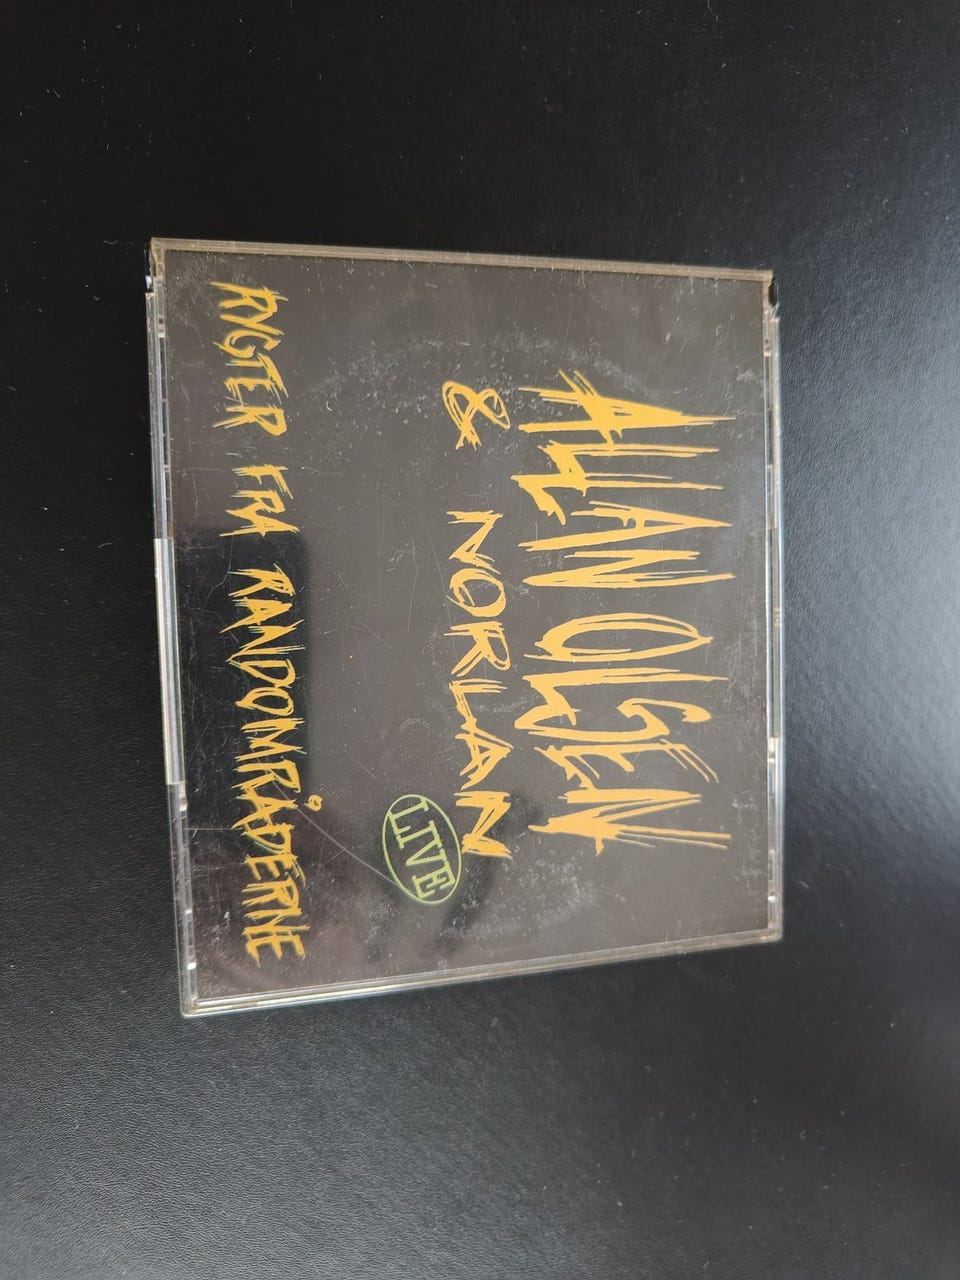 ALLAN OLSEN
& NORLAN
LIVE
RYGTER FRA RANDOMRÅDERNE